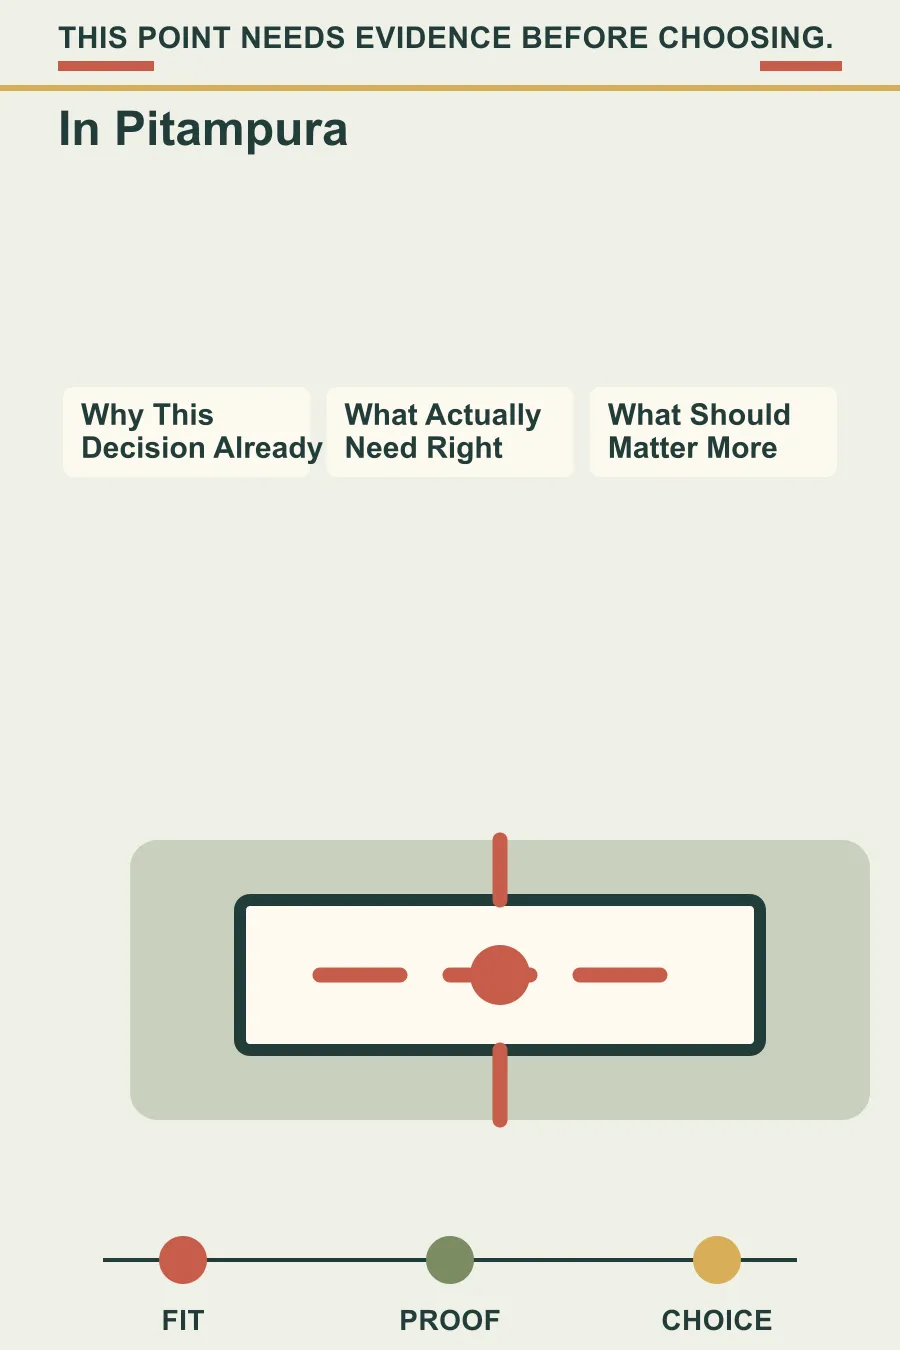 THIS POINT NEEDS EVIDENCE BEFORE CHOOSING.
In Pitampura
Why This
Decision Already
What Actually
Need Right
What Should
Matter More
FIT
PROOF
CHOICE